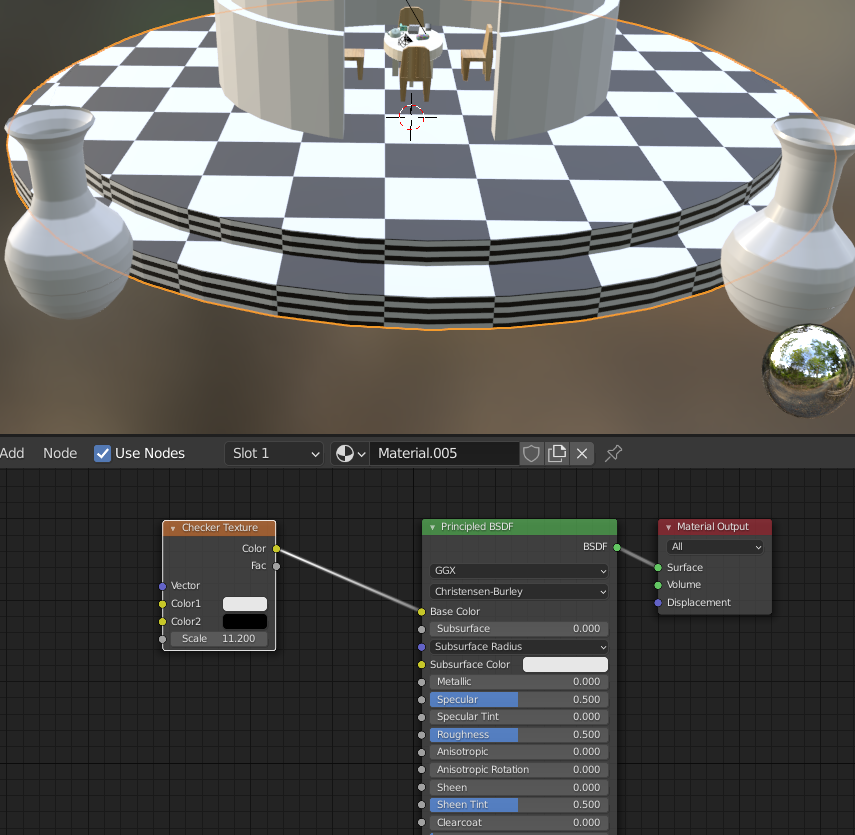 Add Node Use Nodes Slot 1 Material.005
Checker Texture
Color
Fac
Vector
Color1
Color2
Scale 11.200
Principled BSDF
BSDF
GGX
Christensen-Burley
Base Color
Subsurface 0.000
Subsurface Radius
Subsurface Color
Metallic 0.000
Specular 0.500
Specular Tint 0.000
Roughness 0.500
Anisotropic 0.000
Anisotropic Rotation 0.000
Sheen 0.000
Sheen Tint 0.500
Clearcoat 0.000
Material Output
All
Surface
Volume
Displacement